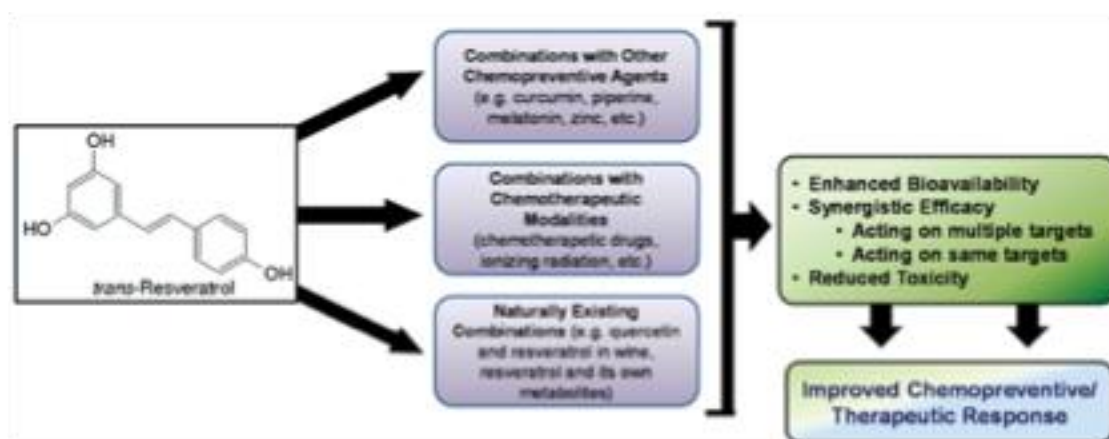 OH
HO
OH
trans-Resveratrol
Combinations with Other
Chemopreventive Agents
(e.g. curcumin, piperine,
melatonin, zinc, etc.)
Combinations with
Chemotherapeutic
Modalities
(chemotherapetic drugs,
ionizing radiation, etc.)
Naturally Existing
Combinations (e.g. quercetin
and resveratrol in wine,
resveratrol and its own
metabolites)
• Enhanced Bioavailability
• Synergistic Efficacy
• Acting on multiple targets
• Acting on same targets
• Reduced Toxicity
Improved Chemopreventive/
Therapeutic Response